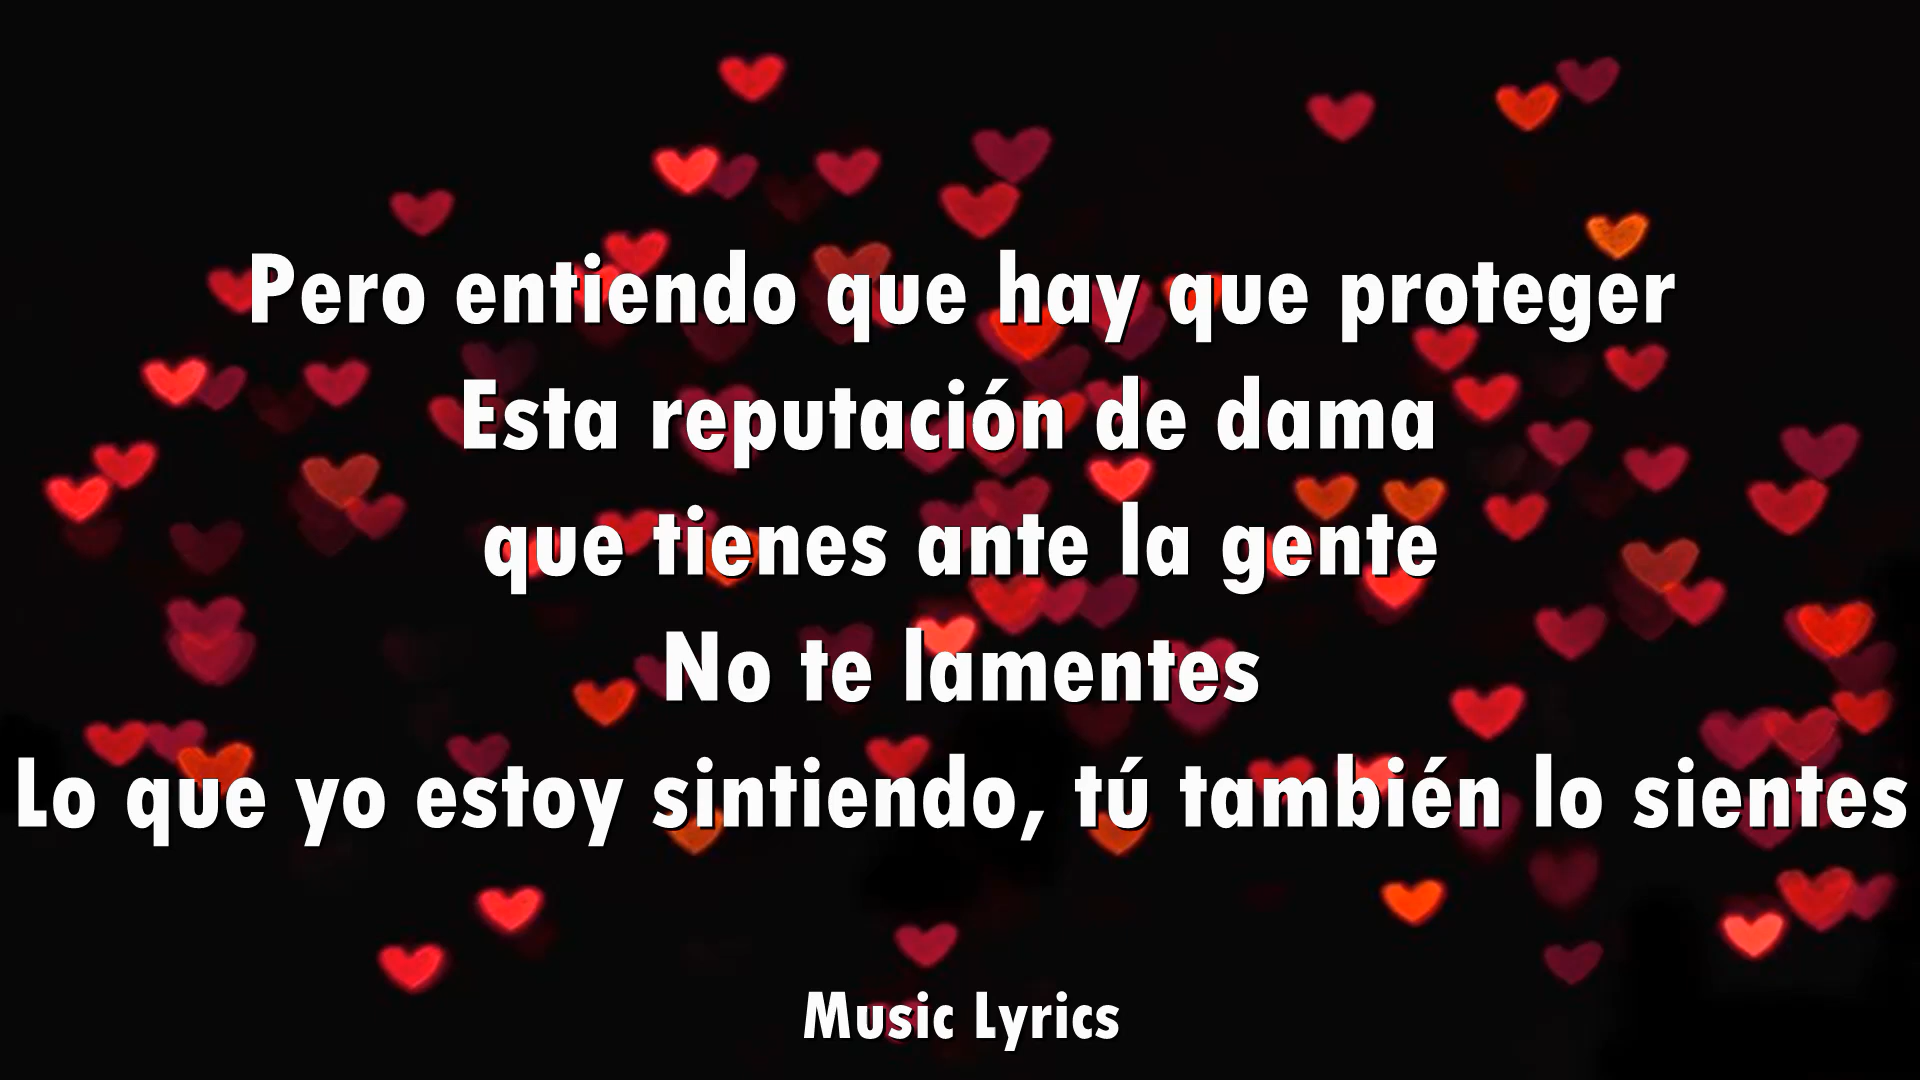 Pero entiendo que hay que proteger
Esta reputación de dama
que tienes ante la gente
No te lamentes
Lo que yo estoy sintiendo, tú también lo sientes
Music Lyrics